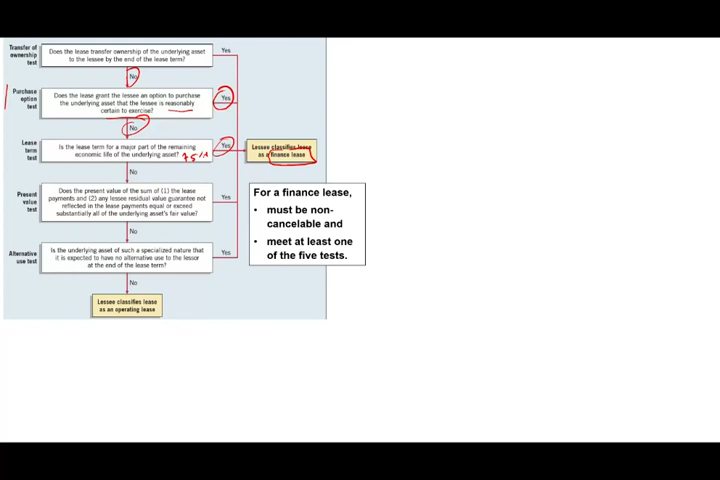 Transfer of
ownership
test
Does the lease transfer ownership of the underlying asset
to the lessee by the end of the lease term?
Yes
No
Purchase
option
test
Does the lease grant the lessee an option to purchase
the underlying asset that the lessee is reasonably
certain to exercise?
Yes
No
Lease
term
test
Is the lease term for a major part of the remaining
economic life of the underlying asset?
Yes
Lessee classifies lease
as a finance lease
No
Present
value
test
Does the present value of the sum of (1) the lease
payments and (2) any lessee residual value guarantee not
reflected in the lease payments equal or exceed
substantially all of the underlying asset's fair value?
Yes
No
Alternative
use test
Is the underlying asset of such a specialized nature that
it is expected to have no alternative use to the lessor
at the end of the lease term?
Yes
No
Lessee classifies lease
as an operating lease
For a finance lease,
• must be non-
cancelable and
• meet at least one
of the five tests.